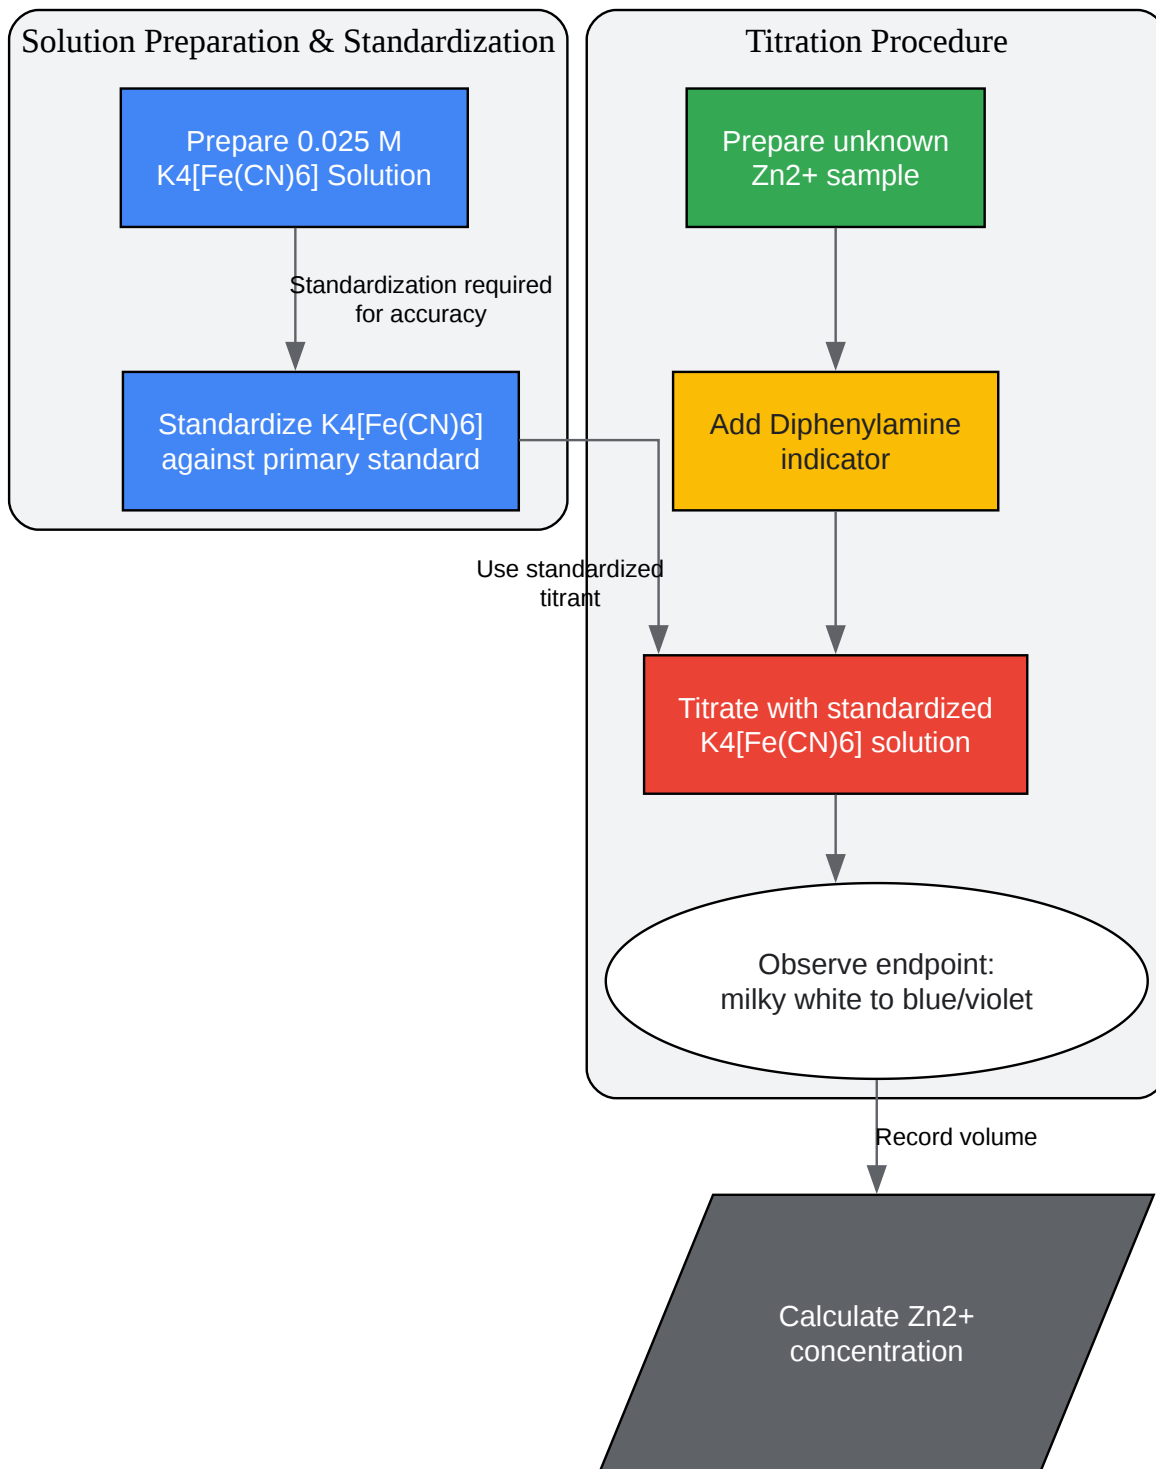 Solution Preparation & Standardization
Prepare 0.025 M
K4[Fe(CN)6] Solution
Standardization required
for accuracy
Standardize K4[Fe(CN)6]
against primary standard
Use standardized
titrant
Titration Procedure
Prepare unknown
Zn2+ sample
Add Diphenylamine
indicator
Titrate with standardized
K4[Fe(CN)6] solution
Observe endpoint:
milky white to blue/violet
Record volume
Calculate Zn2+
concentration